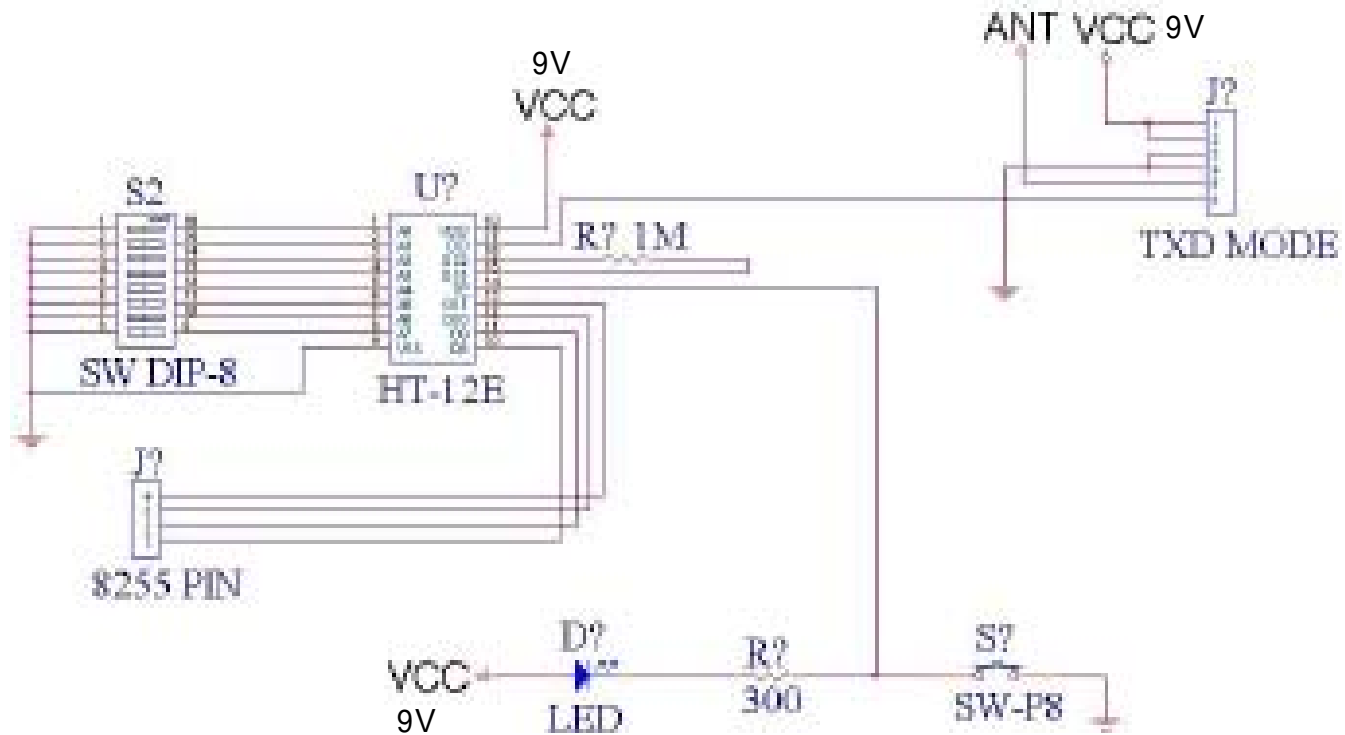 ANT VCC 9V
9V
VCC
J?
S2
U?
R? 1M
TXD MODE
SW DIP-8
HT-12E
J?
8255 PIN
D?
R?
S?
VCC
300
SW-P8
9V
LED